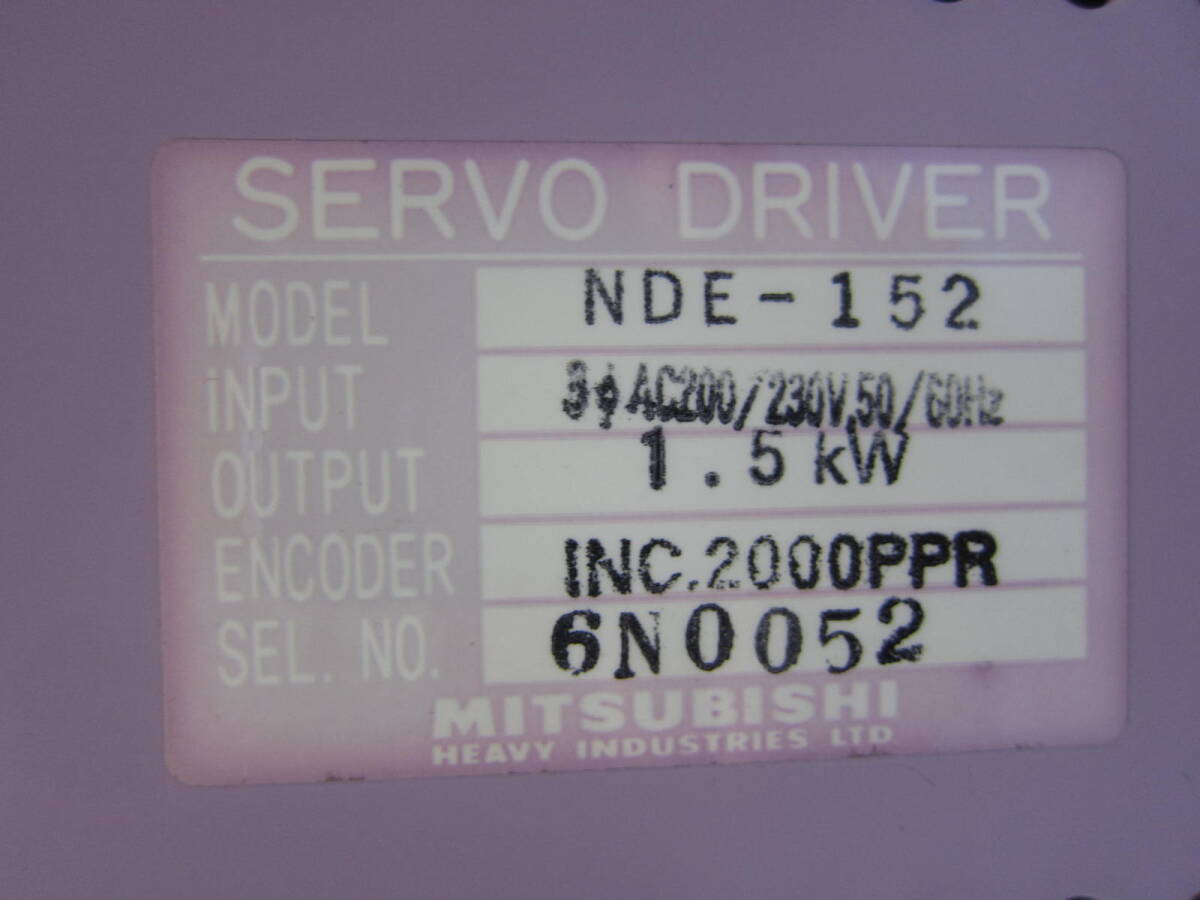 SERVO DRIVER
MODEL NDE-152
iNPUT 3φAC200/230V,50/60Hz
OUTPUT 1.5kW
ENCODER INC.2000PPR
SEL. NO. 6N0052
MITSUBISHI
HEAVY INDUSTRIES LTD